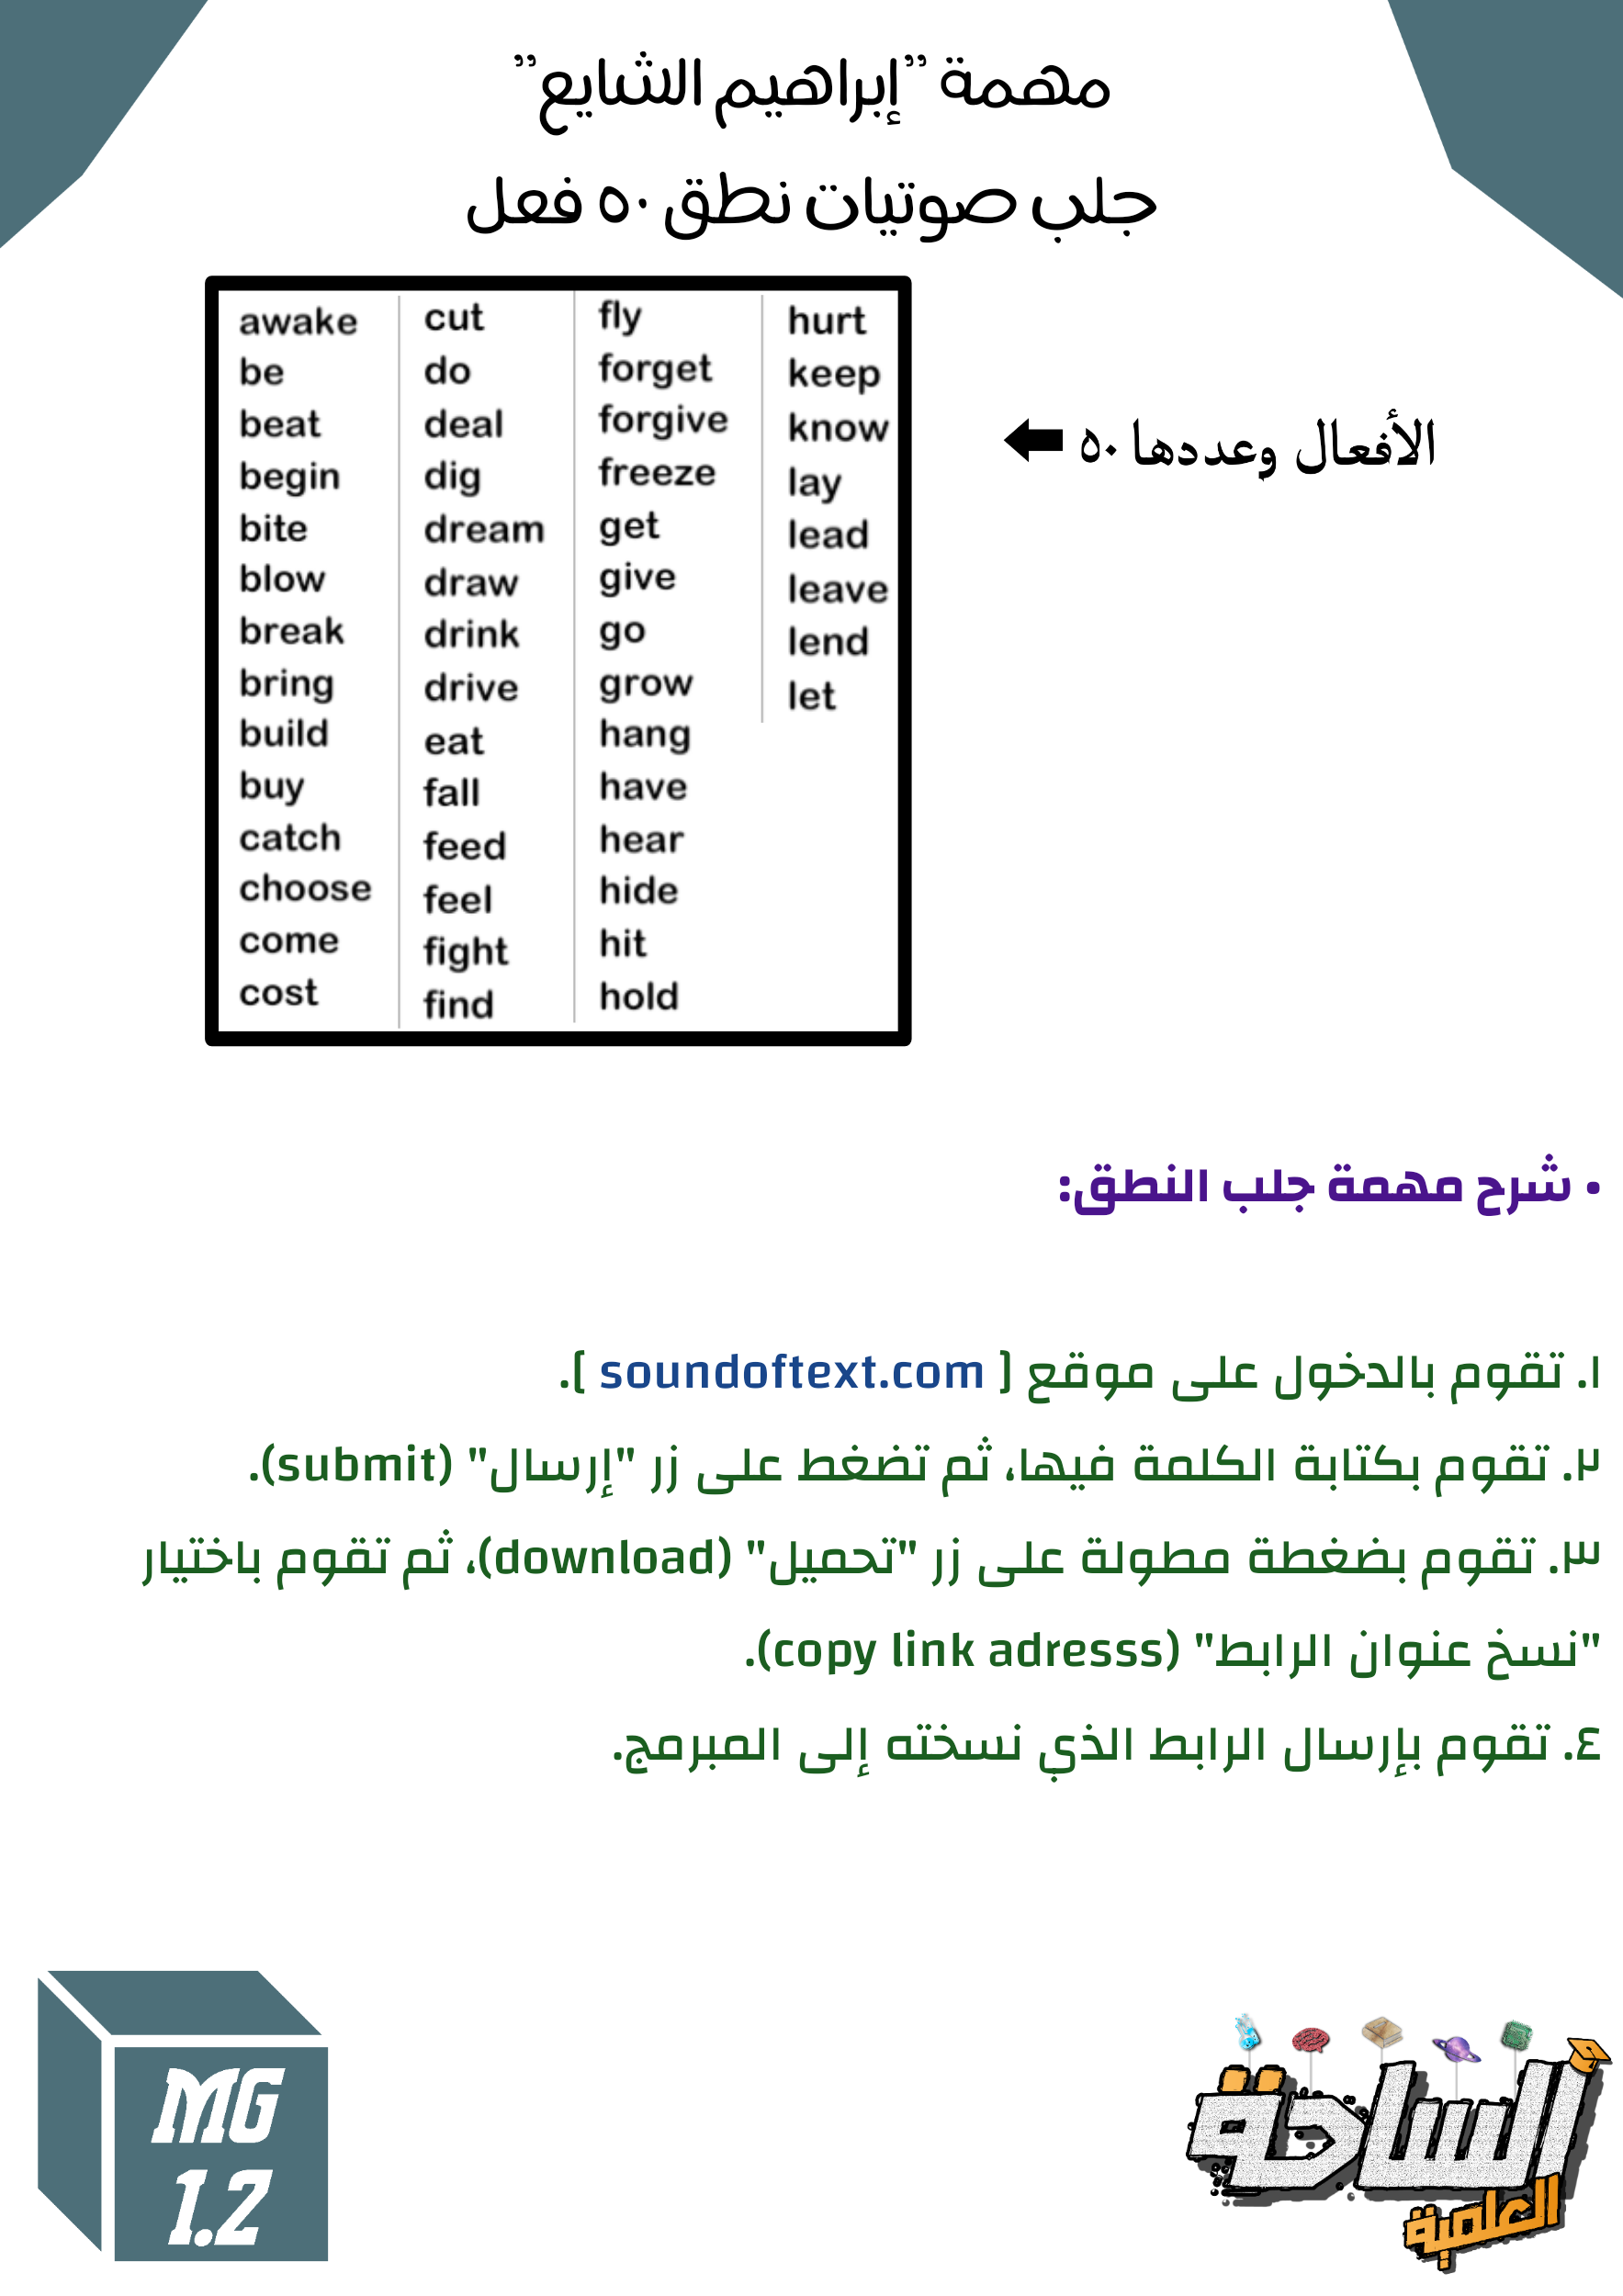 مهمة ”إبراهيم الشايع”
جلب صوتيات نطق ٥٠ فعل
الأفعال وعددها ٥٠
awake
be
beat
begin
bite
blow
break
bring
build
buy
catch
choose
come
cost
cut
do
deal
dig
dream
draw
drink
drive
eat
fall
feed
feel
fight
find
fly
forget
forgive
freeze
get
give
go
grow
hang
have
hear
hide
hit
hold
hurt
keep
know
lay
lead
leave
lend
let
• شرح مهمة جلب النطق:
١. تقوم بالدخول على موقع [ soundoftext.com ].
٢. تقوم بكتابة الكلمة فيها، ثم تضغط على زر "إرسال" (submit).
٣. تقوم بضغطة مطولة على زر "تحميل" (download)، ثم تقوم باختيار
"نسخ عنوان الرابط" (copy link adresss).
٤. تقوم بإرسال الرابط الذي نسخته إلى المبرمج.
MG
1.2
الساحة
العلمية